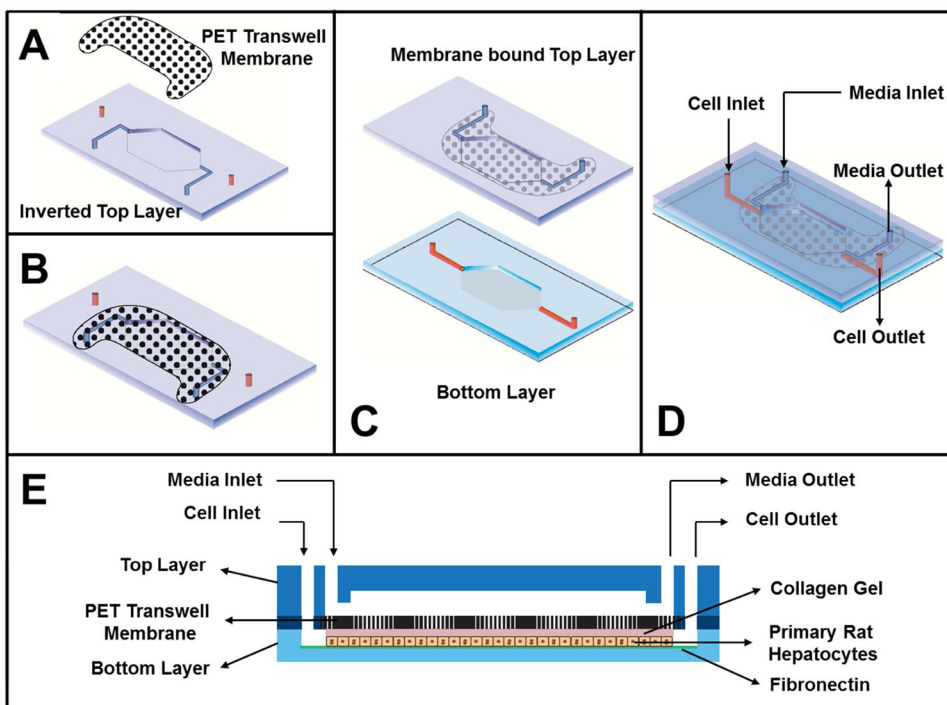 A
PET Transwell
Membrane
Inverted Top Layer
B
Membrane bound Top Layer
Bottom Layer
C
Cell Inlet
Media Inlet
Media Outlet
Cell Outlet
D
E
Media Inlet
Cell Inlet
Top Layer
PET Transwell
Membrane
Bottom Layer
Media Outlet
Cell Outlet
Collagen Gel
Primary Rat
Hepatocytes
Fibronectin